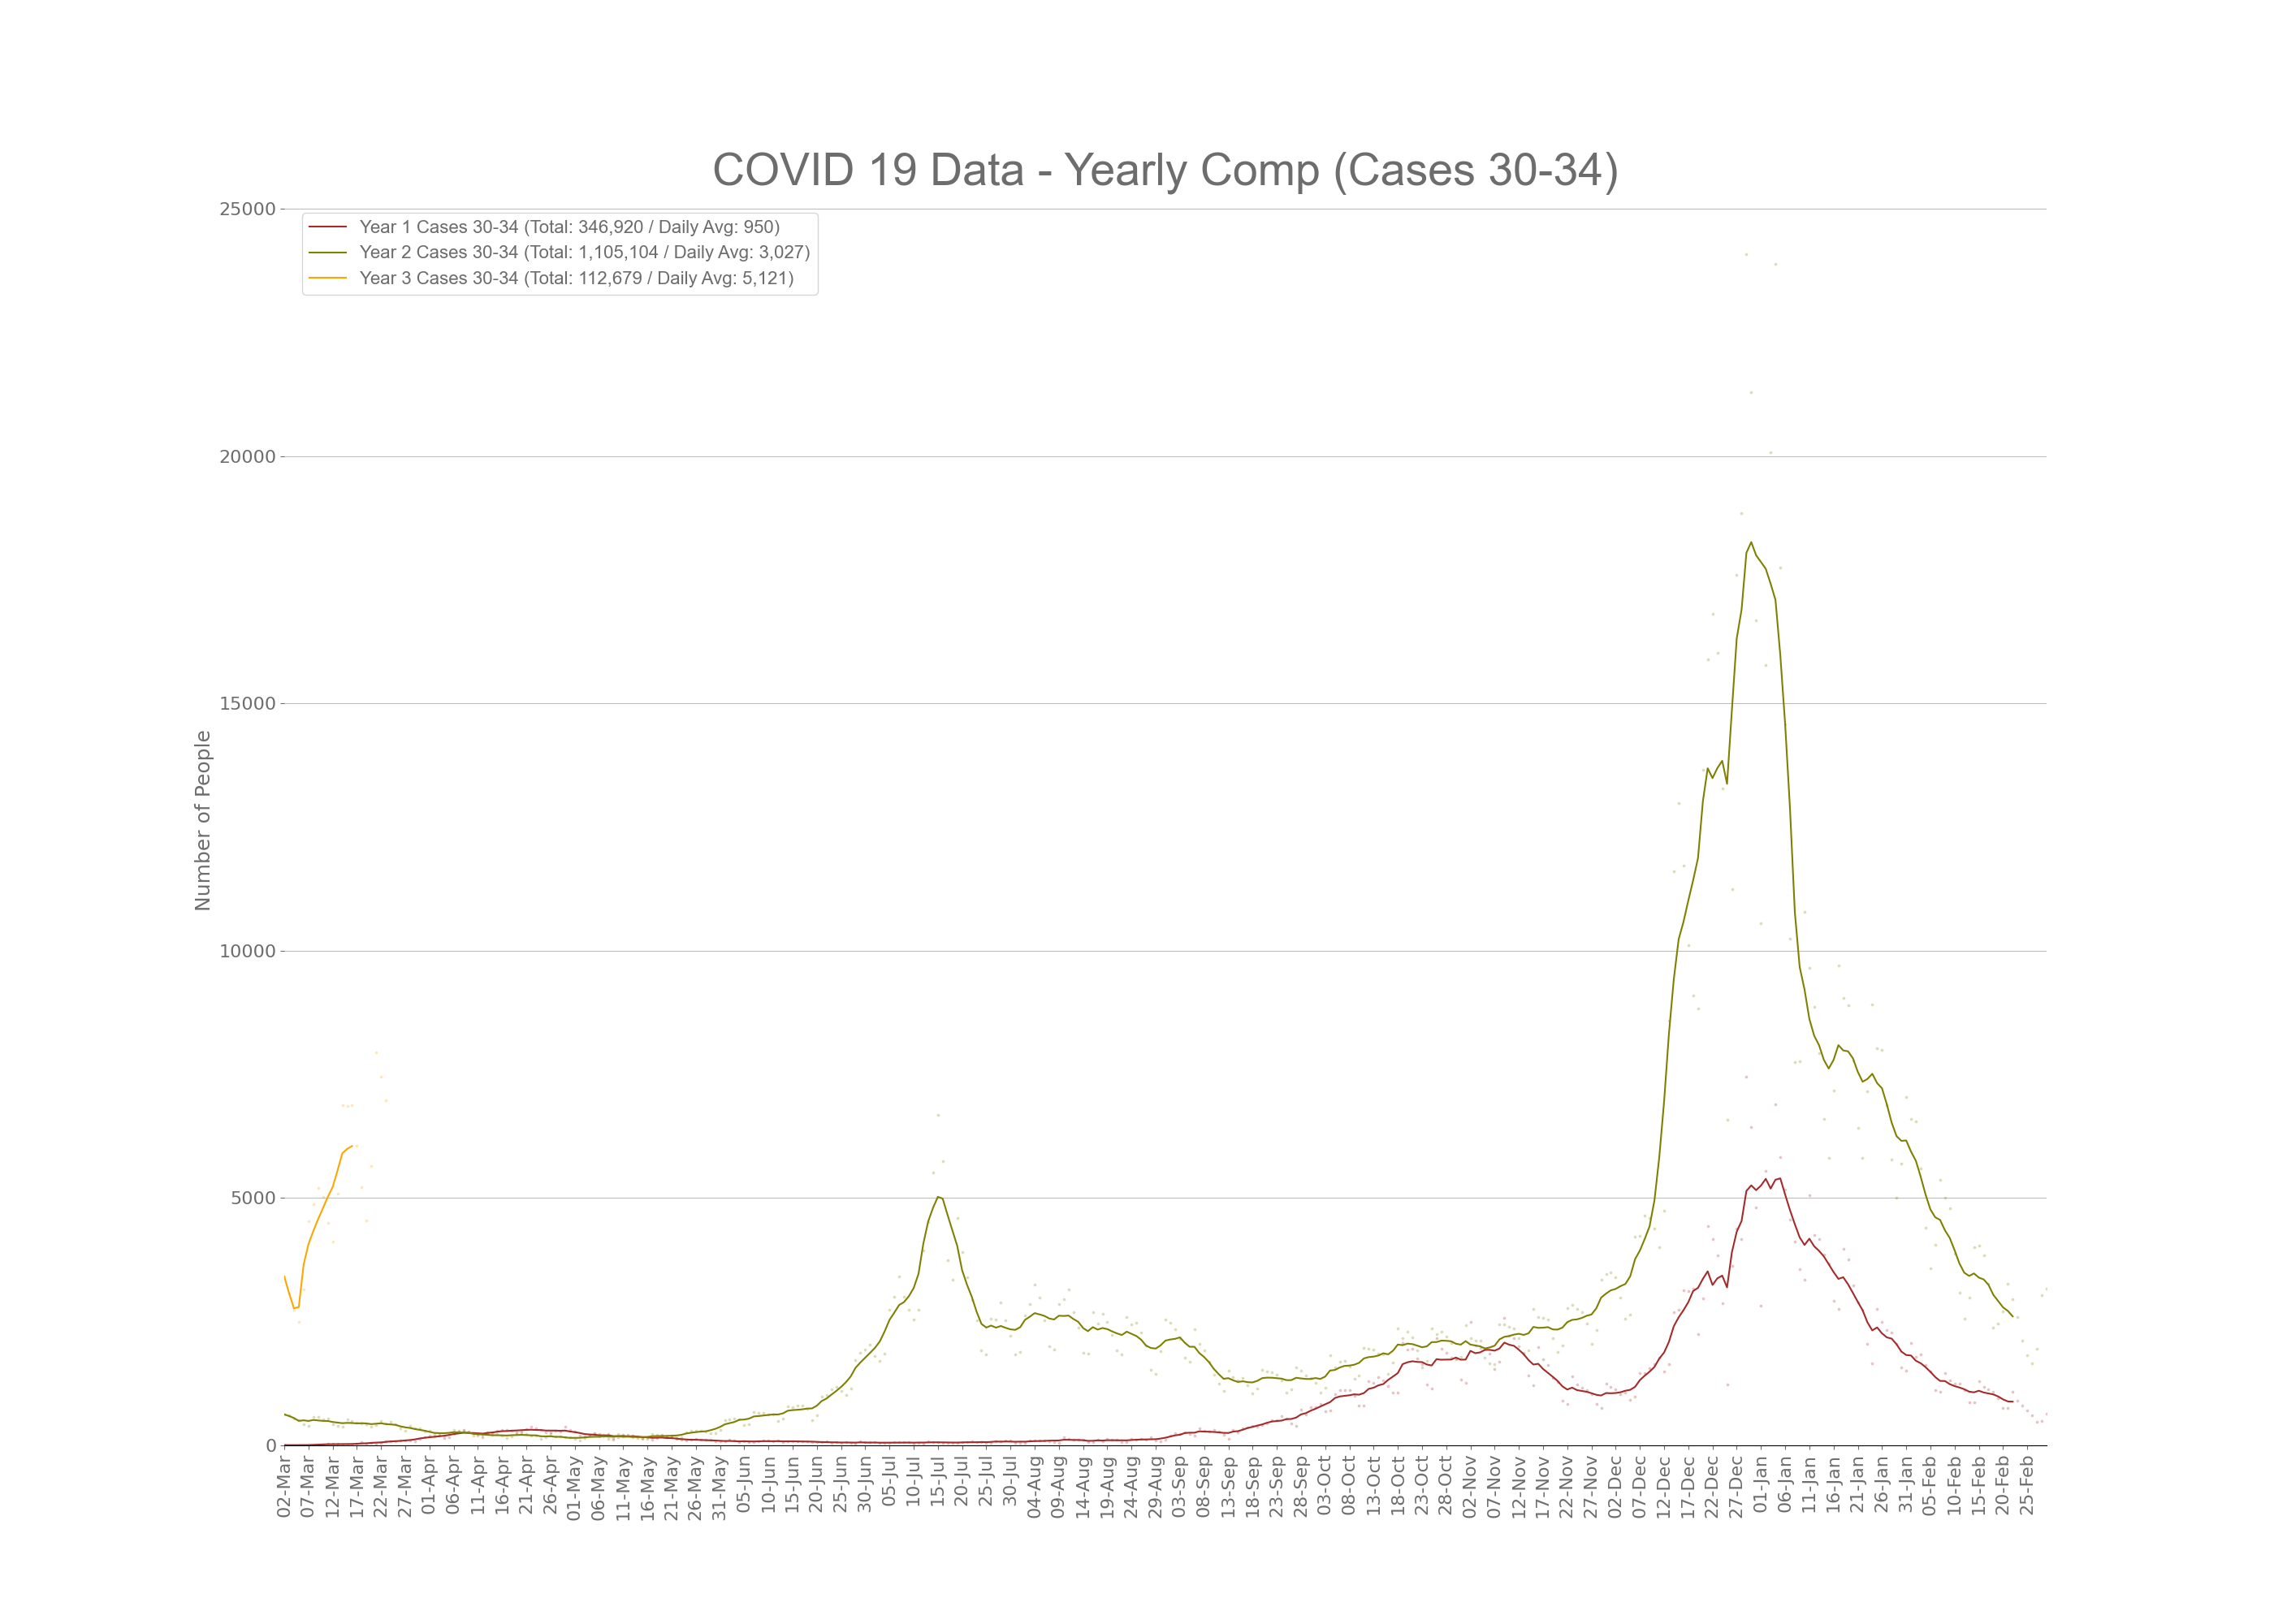 COVID 19 Data - Yearly Comp (Cases 30-34)
25000
Year 1 Cases 30-34 (Total: 346,920 / Daily Avg: 950)
Year 2 Cases 30-34 (Total: 1,105,104 / Daily Avg: 3,027)
Year 3 Cases 30-34 (Total: 112,679 / Daily Avg: 5,121)
20000
15000
Number of People
10000
5000
0
02-Mar
07-Mar
12-Mar
17-Mar
22-Mar
27-Mar
01-Apr
06-Apr
11-Apr
16-Apr
21-Apr
26-Apr
01-May
06-May
11-May
16-May
21-May
26-May
31-May
05-Jun
10-Jun
15-Jun
20-Jun
25-Jun
30-Jun
05-Jul
10-Jul
15-Jul
20-Jul
25-Jul
30-Jul
04-Aug
09-Aug
14-Aug
19-Aug
24-Aug
29-Aug
03-Sep
08-Sep
13-Sep
18-Sep
23-Sep
28-Sep
03-Oct
08-Oct
13-Oct
18-Oct
23-Oct
28-Oct
02-Nov
07-Nov
12-Nov
17-Nov
22-Nov
27-Nov
02-Dec
07-Dec
12-Dec
17-Dec
22-Dec
27-Dec
01-Jan
06-Jan
11-Jan
16-Jan
21-Jan
26-Jan
31-Jan
05-Feb
10-Feb
15-Feb
20-Feb
25-Feb